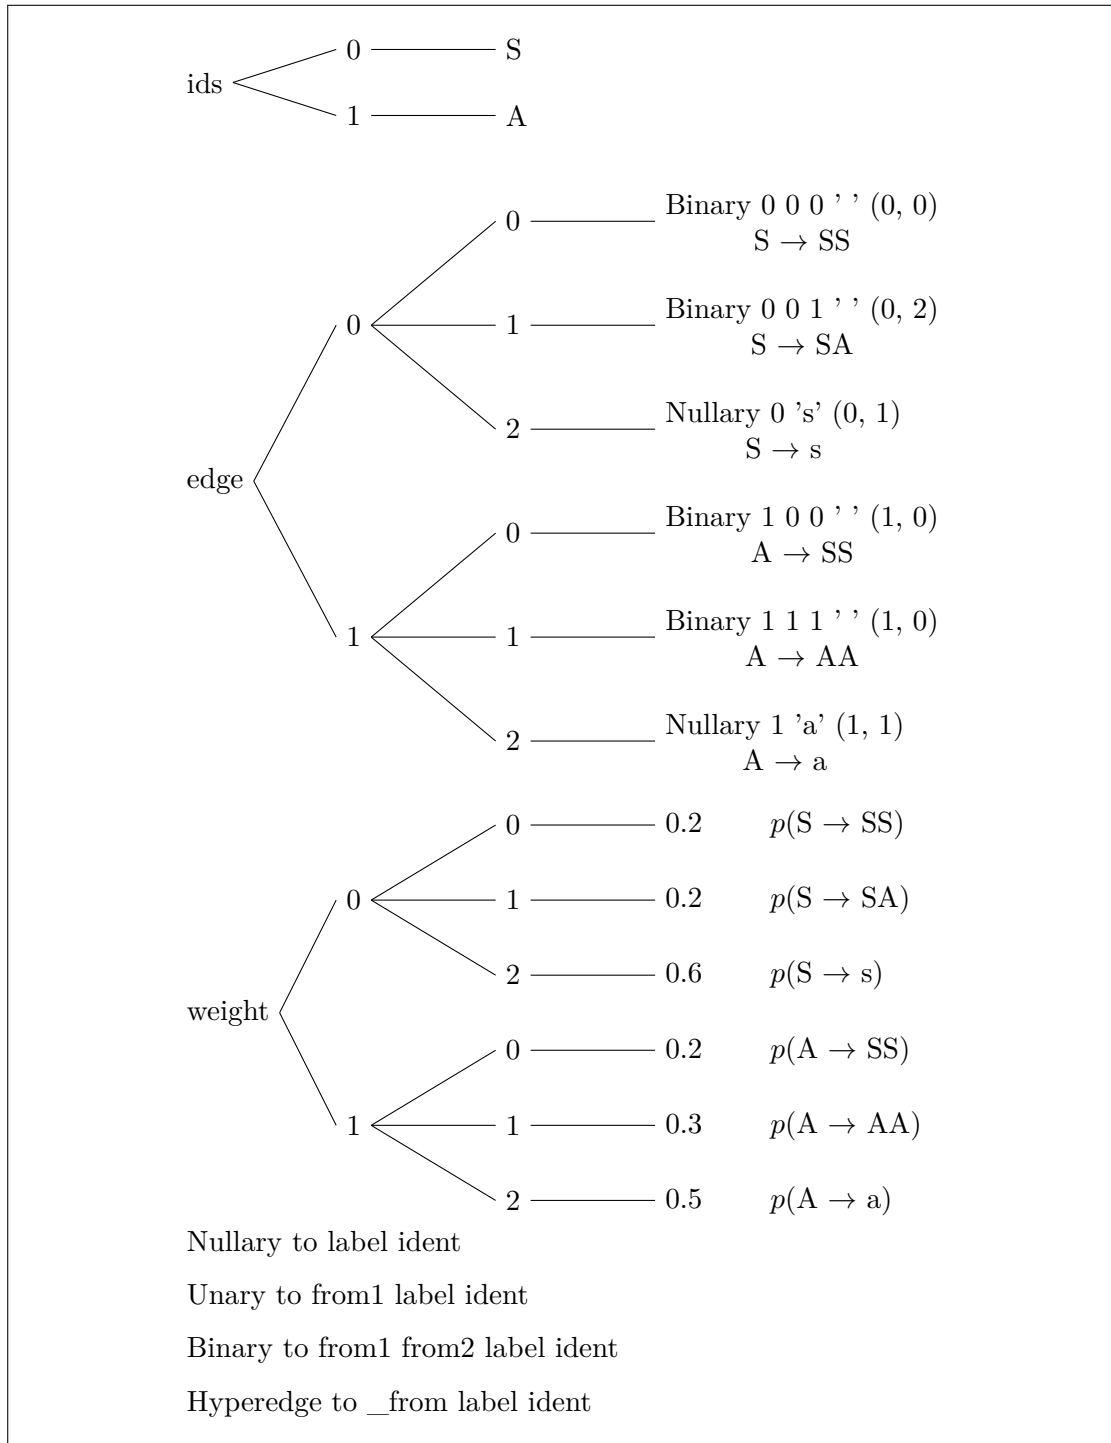 0 S
ids
1 A
0 Binary 0 0 0 ’ ’ (0, 0)
S → SS
0 1 Binary 0 0 1 ’ ’ (0, 2)
S → SA
2 Nullary 0 ’s’ (0, 1)
S → s
edge
0 Binary 1 0 0 ’ ’ (1, 0)
A → SS
1 1 Binary 1 1 1 ’ ’ (1, 0)
A → AA
2 Nullary 1 ’a’ (1, 1)
A → a
0 0.2 p(S → SS)
0 1 0.2 p(S → SA)
2 0.6 p(S → s)
weight
0 0.2 p(A → SS)
1 1 0.3 p(A → AA)
2 0.5 p(A → a)
Nullary to label ident
Unary to from1 label ident
Binary to from1 from2 label ident
Hyperedge to _from label ident